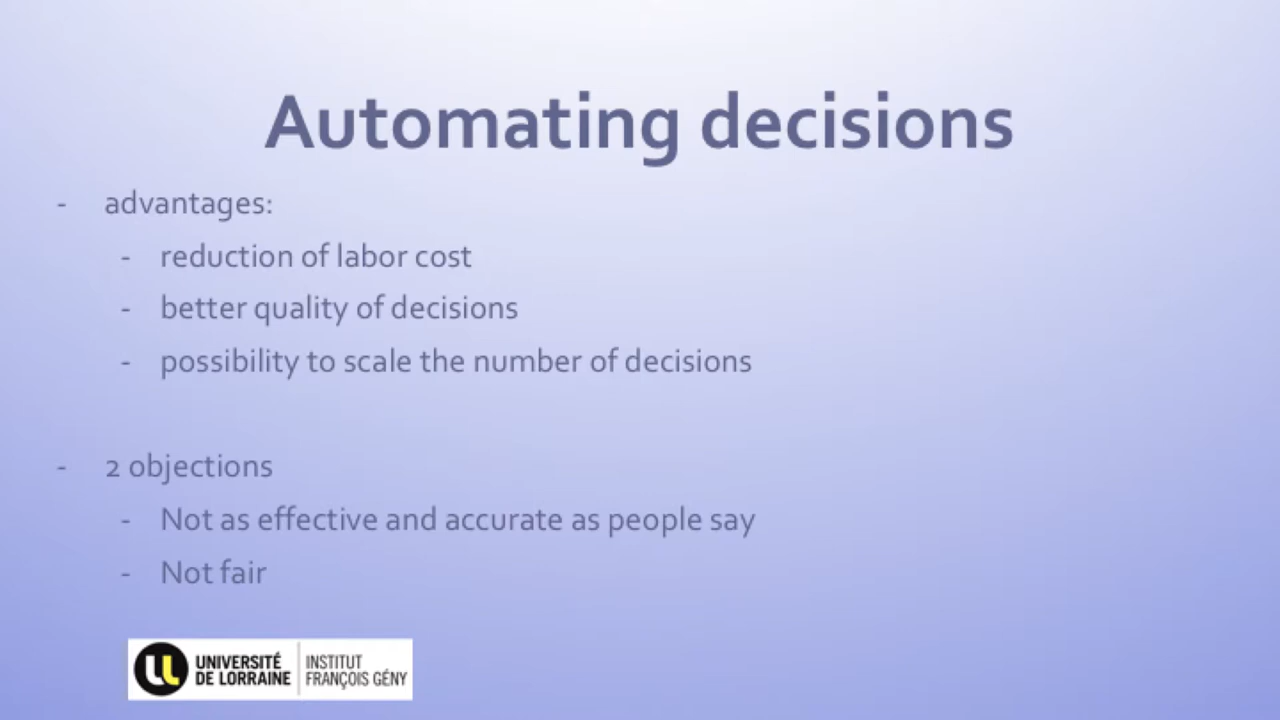 Automating decisions
- advantages:
- reduction of labor cost
- better quality of decisions
- possibility to scale the number of decisions
- 2 objections
- Not as effective and accurate as people say
- Not fair
UNIVERSITÉ
DE LORRAINE
INSTITUT
FRANÇOIS GÉNY